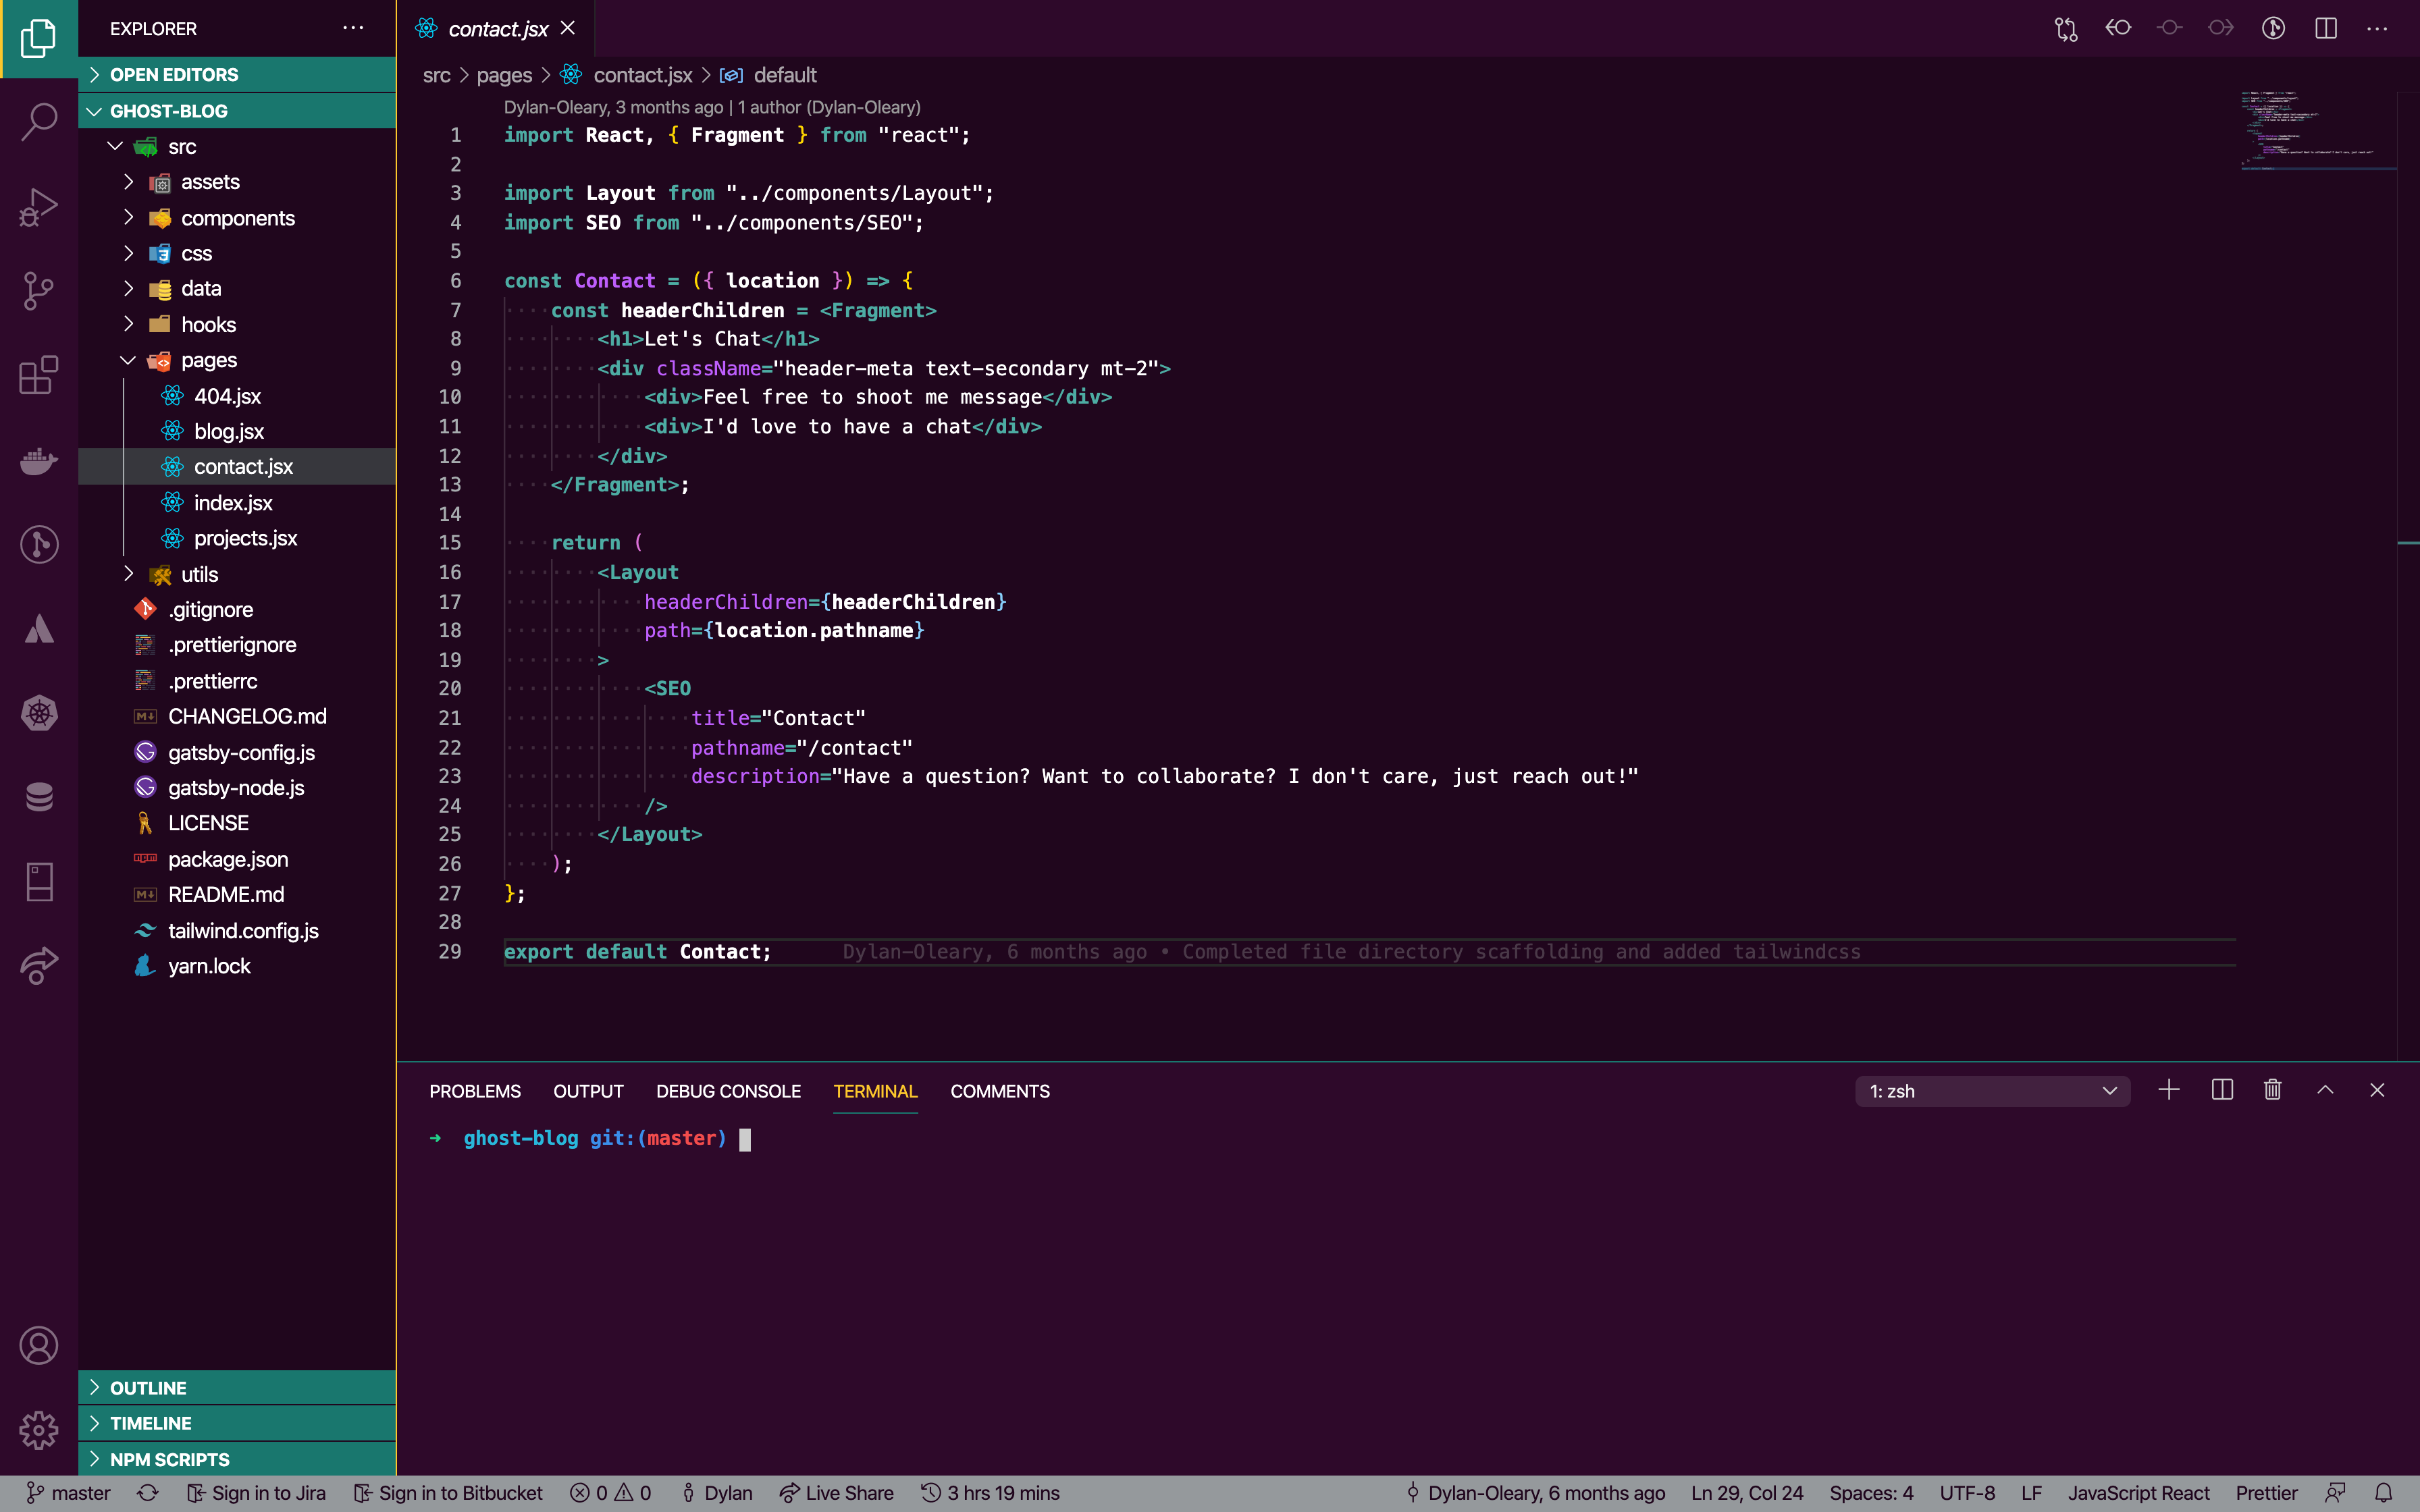 EXPLORER
OPEN EDITORS
GHOST-BLOG
src
assets
components
css
data
hooks
pages
404.jsx
blog.jsx
contact.jsx
index.jsx
projects.jsx
utils
.gitignore
.prettierignore
.prettierrc
CHANGELOG.md
gatsby-config.js
gatsby-node.js
LICENSE
package.json
README.md
tailwind.config.js
yarn.lock
OUTLINE
TIMELINE
NPM SCRIPTS
contact.jsx
src > pages > contact.jsx > default
Dylan-Oleary, 3 months ago | 1 author (Dylan-Oleary)
1 import React, { Fragment } from "react";
2
3 import Layout from "../components/Layout";
4 import SEO from "../components/SEO";
5
6 const Contact = ({ location }) => {
7 const headerChildren = <Fragment>
8 <h1>Let's Chat</h1>
9 <div className="header-meta text-secondary mt-2">
10 <div>Feel free to shoot me message</div>
11 <div>I'd love to have a chat</div>
12 </div>
13 </Fragment>;
14
15 return (
16 <Layout
17 headerChildren={headerChildren}
18 path={location.pathname}
19 >
20 <SEO
21 title="Contact"
22 pathname="/contact"
23 description="Have a question? Want to collaborate? I don't care, just reach out!"
24 />
25 </Layout>
26 );
27 };
28
29 export default Contact; Dylan-Oleary, 6 months ago • Completed file directory scaffolding and added tailwindcss
PROBLEMS OUTPUT DEBUG CONSOLE TERMINAL COMMENTS 1: zsh
→ ghost-blog git:(master)
master Sign in to Jira Sign in to Bitbucket 0 0 Dylan Live Share 3 hrs 19 mins Dylan-Oleary, 6 months ago Ln 29, Col 24 Spaces: 4 UTF-8 LF JavaScript React Prettier